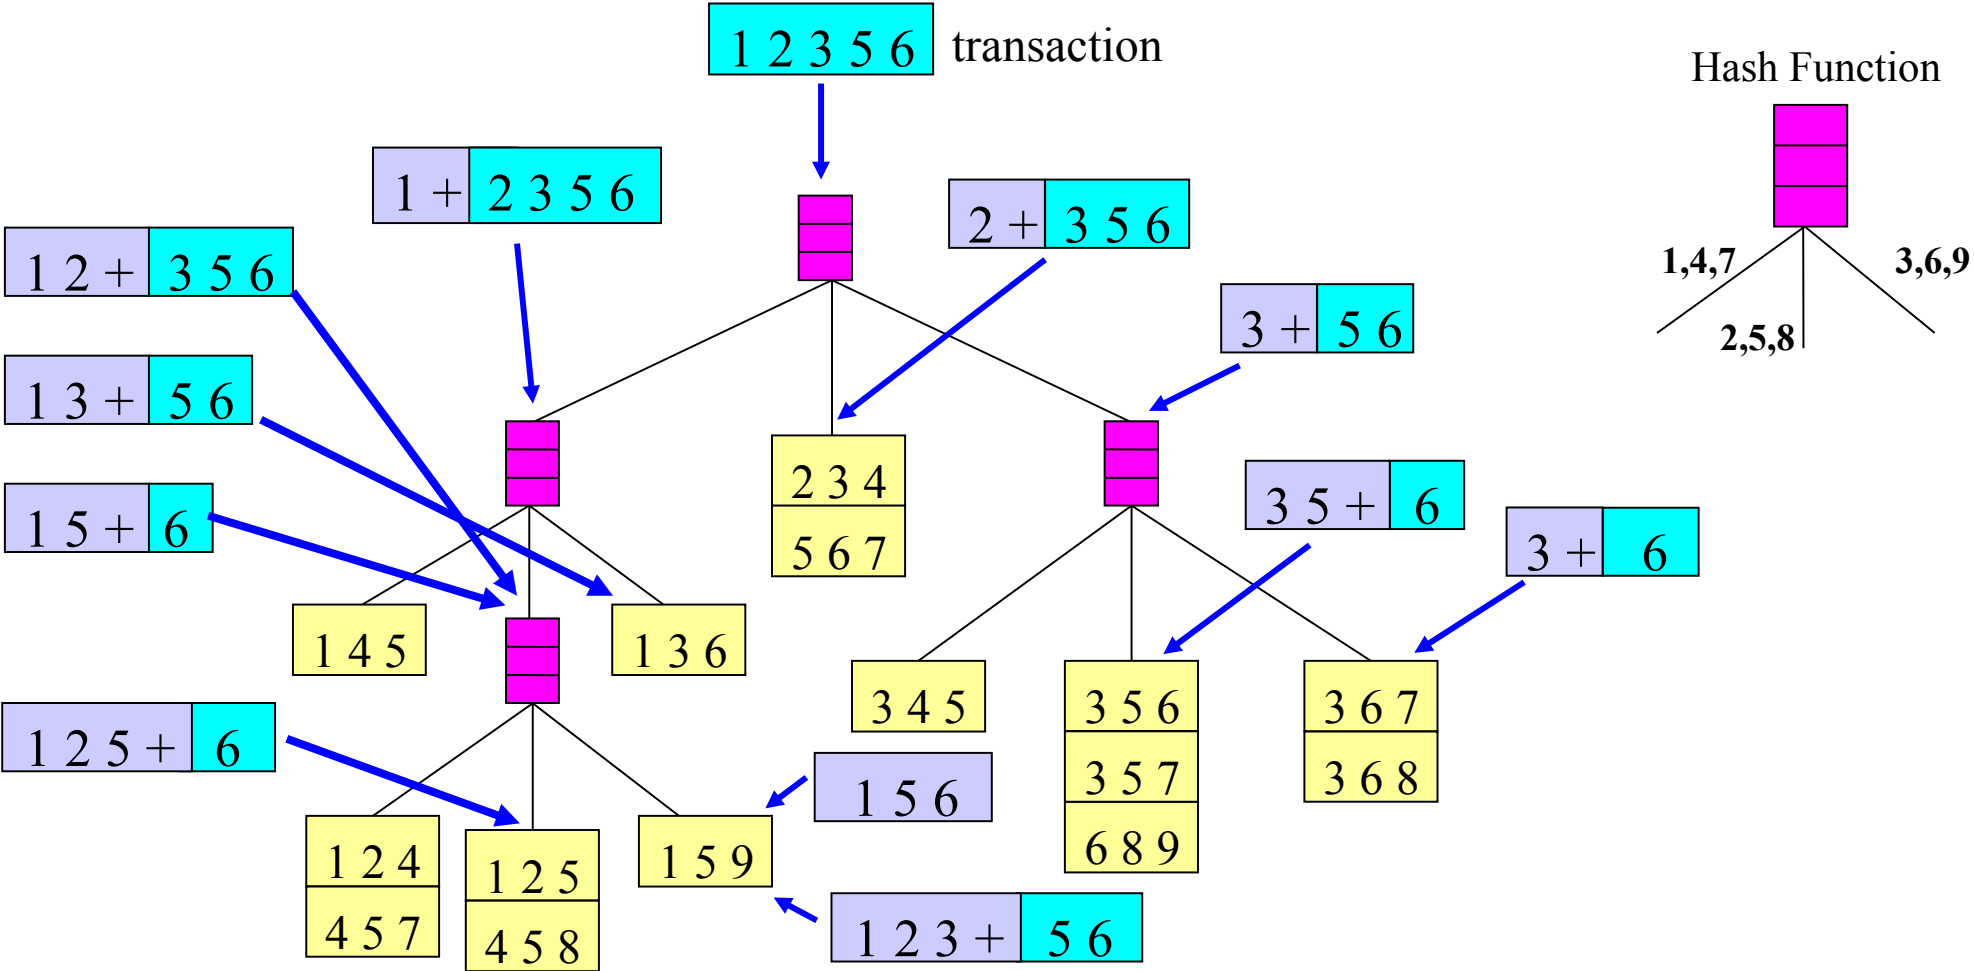 1 2 3 5 6 transaction
Hash Function
1 + 2 3 5 6
2 + 3 5 6
1 2 + 3 5 6
1,4,7
3,6,9
3 + 5 6
2,5,8
1 3 + 5 6
2 3 4
5 6 7
1 5 + 6
3 5 + 6
3 + 6
1 4 5
1 3 6
3 4 5
3 5 6
3 5 7
6 8 9
3 6 7
3 6 8
1 2 5 + 6
1 5 6
1 2 4
4 5 7
1 2 5
4 5 8
1 5 9
1 2 3 + 5 6